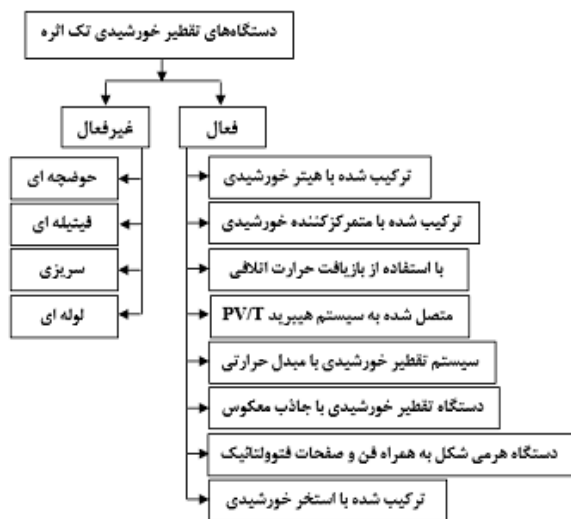 دستگاه‌های تقطیر خورشیدی تک اثره
فعال
غیرفعال
ترکیب شده با هیتر خورشیدی
ترکیب شده با متمرکزکننده خورشیدی
با استفاده از بازیافت حرارت اتلافی
متصل شده به سیستم هیبرید PV/T
سیستم تقطیر خورشیدی با مبدل حرارتی
دستگاه تقطیر خورشیدی با جاذب معکوس
دستگاه هرمی شکل به همراه فن و صفحات فتوولتائیک
ترکیب شده با استخر خورشیدی
حوضچه ای
فیتیله ای
سریزی
لوله ای